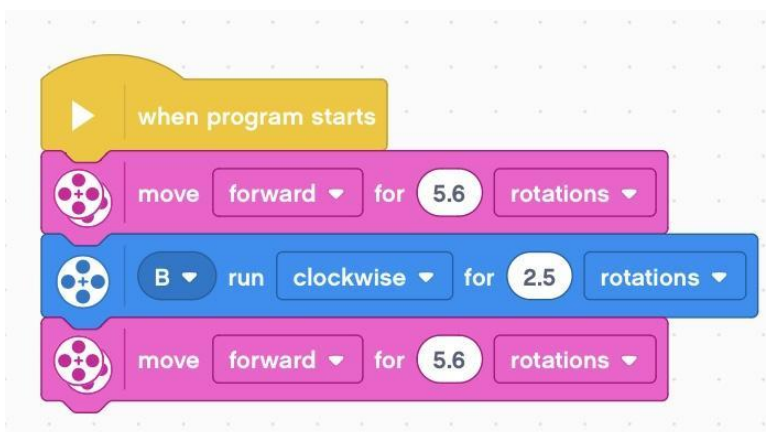 when program starts
move forward for 5.6 rotations
B run clockwise for 2.5 rotations
move forward for 5.6 rotations